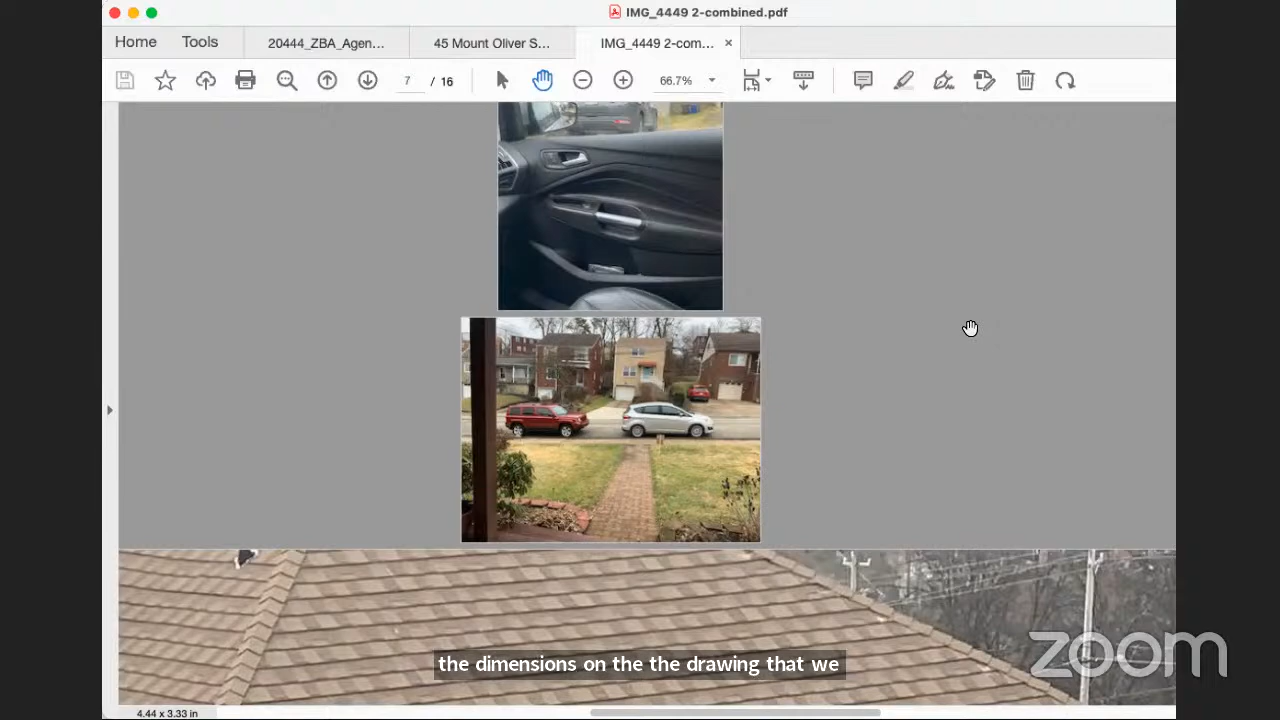 IMG_4449 2-combined.pdf
Home Tools 20444_ZBA_Agen... 45 Mount Oliver S... IMG_4449 2-com... ×
7 / 16 66.7%
the dimensions on the the drawing that we
zoom
4.44 x 3.33 in